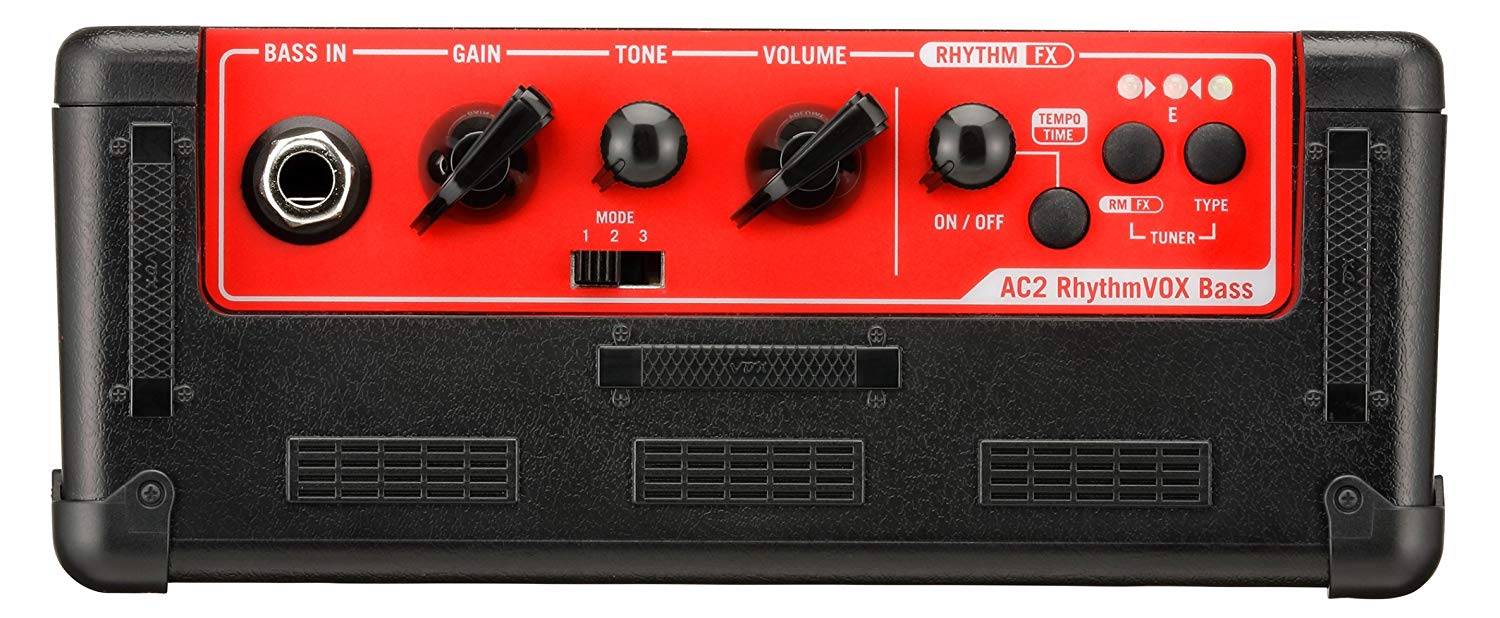 BASS IN
GAIN
TONE
VOLUME
RHYTHM FX
TEMPO
TIME
E
MODE
1 2 3
ON / OFF
RM FX
TYPE
TUNER
AC2 RhythmVOX Bass
VOX